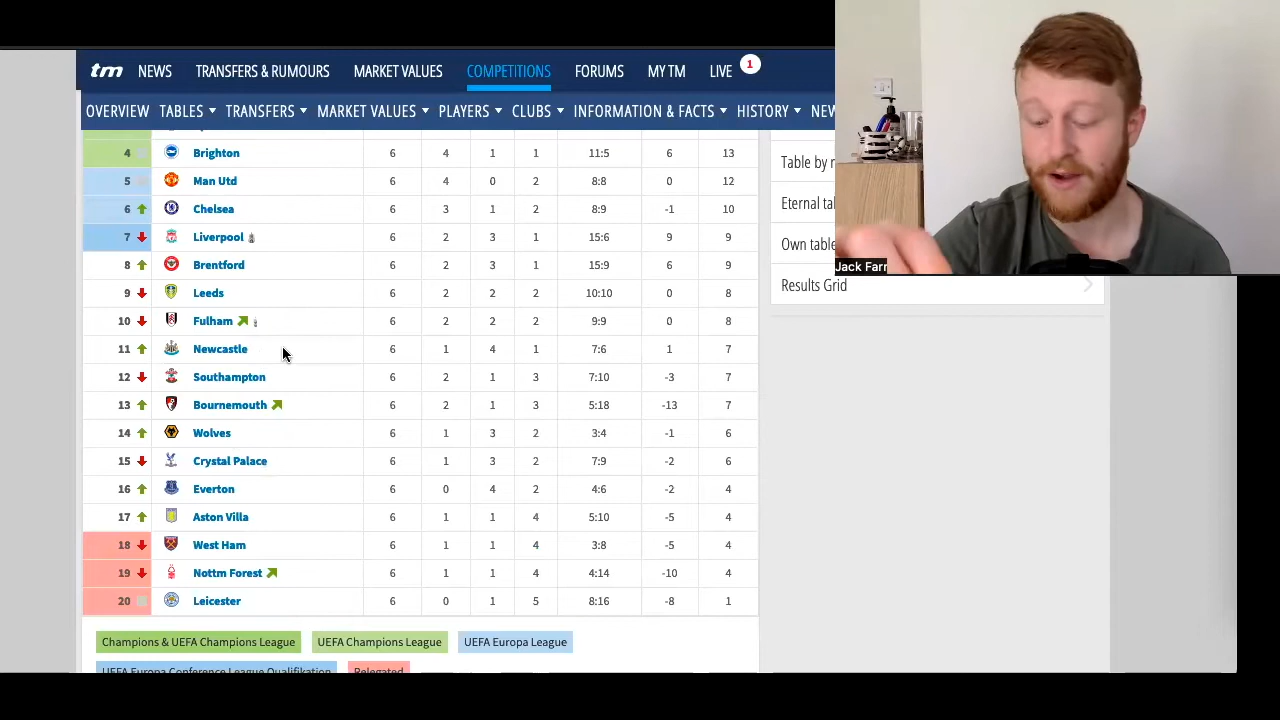 tm NEWS TRANSFERS & RUMOURS MARKET VALUES COMPETITIONS FORUMS MY TM LIVE 1
OVERVIEW TABLES TRANSFERS MARKET VALUES PLAYERS CLUBS INFORMATION & FACTS HISTORY NEW
4 Brighton 6 4 1 1 11:5 6 13
5 Man Utd 6 4 0 2 8:8 0 12
6 Chelsea 6 3 1 2 8:9 -1 10
7 Liverpool 6 2 3 1 15:6 9 9
8 Brentford 6 2 3 1 15:9 6 9
9 Leeds 6 2 2 2 10:10 0 8
10 Fulham 6 2 2 2 9:9 0 8
11 Newcastle 6 1 4 1 7:6 1 7
12 Southampton 6 2 1 3 7:10 -3 7
13 Bournemouth 6 2 1 3 5:18 -13 7
14 Wolves 6 1 3 2 3:4 -1 6
15 Crystal Palace 6 1 3 2 7:9 -2 6
16 Everton 6 0 4 2 4:6 -2 4
17 Aston Villa 6 1 1 4 5:10 -5 4
18 West Ham 6 1 1 4 3:8 -5 4
19 Nottm Forest 6 1 1 4 4:14 -10 4
20 Leicester 6 0 1 5 8:16 -8 1
Champions & UEFA Champions League UEFA Champions League UEFA Europa League
UEFA Europa Conference League Qualifikation Relegated
Table by r
Eternal ta
Own table
Results Grid
Jack Farr